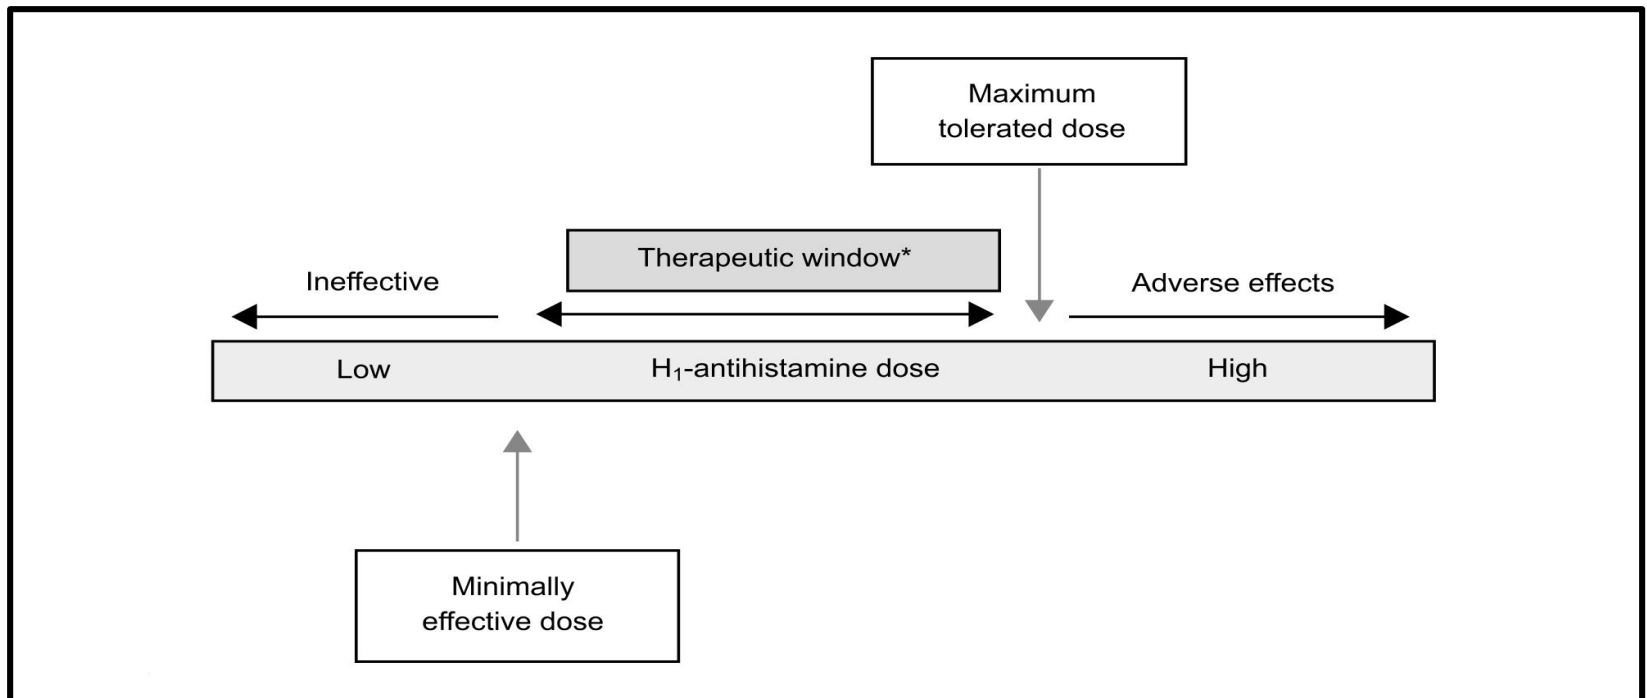 Maximum
tolerated dose
Therapeutic window*
Ineffective
Adverse effects
Low
H₁-antihistamine dose
High
Minimally
effective dose